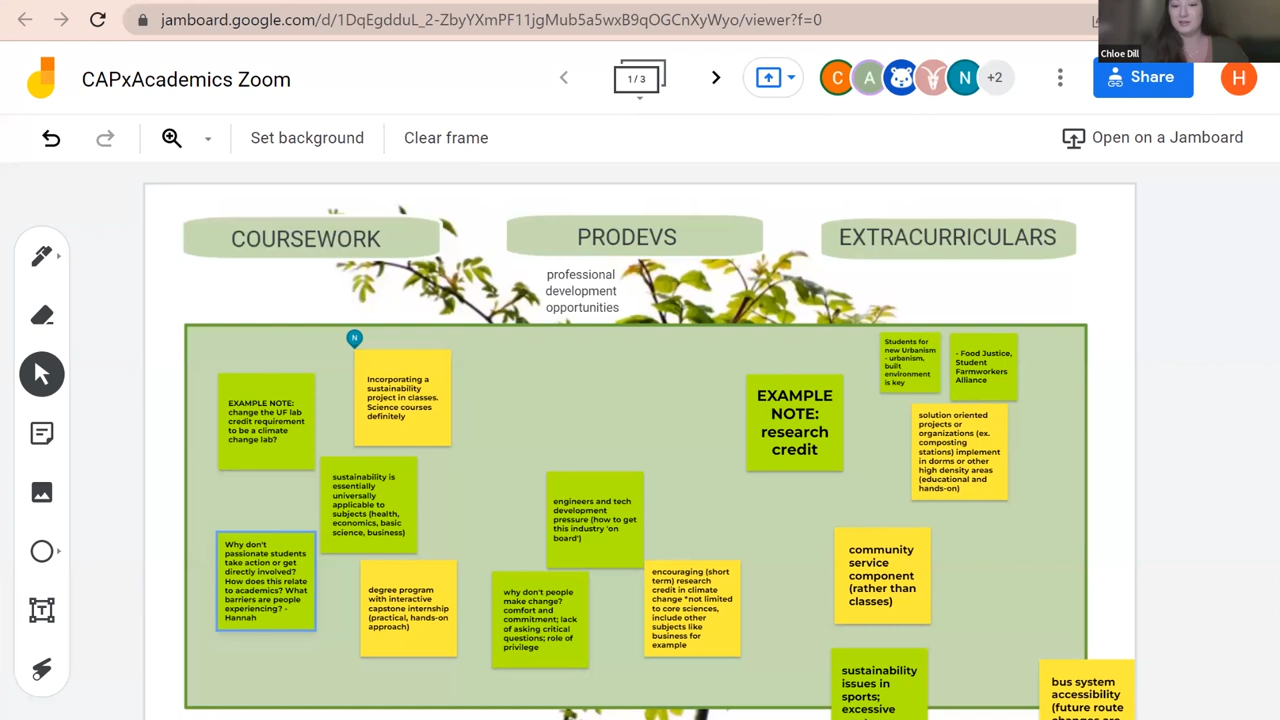 jamboard.google.com/d/1DqEgdduL_2-ZbyYXmPF11jgMub5a5wxB9qOGCnXyWyo/viewer?f=0
Chloe Dill
CAPxAcademics Zoom
1/3
C
A
N
+2
Share
H
Set background
Clear frame
Open on a Jamboard
COURSEWORK
PRODEVS
EXTRACURRICULARS
professional
development
opportunities
N
EXAMPLE NOTE:
change the UF lab
credit requirement
to be a climate
change lab?
Incorporating a
sustainability
project in classes.
Science courses
definitely
sustainability is
essentially
universally
applicable to
subjects (health,
economics, basic
science, business)
Why don't
passionate students
take action or get
directly involved?
How does this relate
to academics? What
barriers are people
experiencing? -
Hannah
degree program
with interactive
capstone internship
(practical, hands-on
approach)
engineers and tech
development
pressure (how to get
this industry 'on
board')
why don't people
make change?
comfort and
commitment; lack
of asking critical
questions; role of
privilege
encouraging (short
term) research
credit in climate
change *not limited
to core sciences,
include other
subjects like
business for
example
EXAMPLE
NOTE:
research
credit
Students for
new Urbanism
- urbanism,
built
environment
is key
- Food Justice,
Student
Farmworkers
Alliance
solution oriented
projects or
organizations (ex.
composting
stations) implement
in dorms or other
high density areas
(educational and
hands-on)
community
service
component
(rather than
classes)
sustainability
issues in
sports;
excessive
bus system
accessibility
(future route
changes are